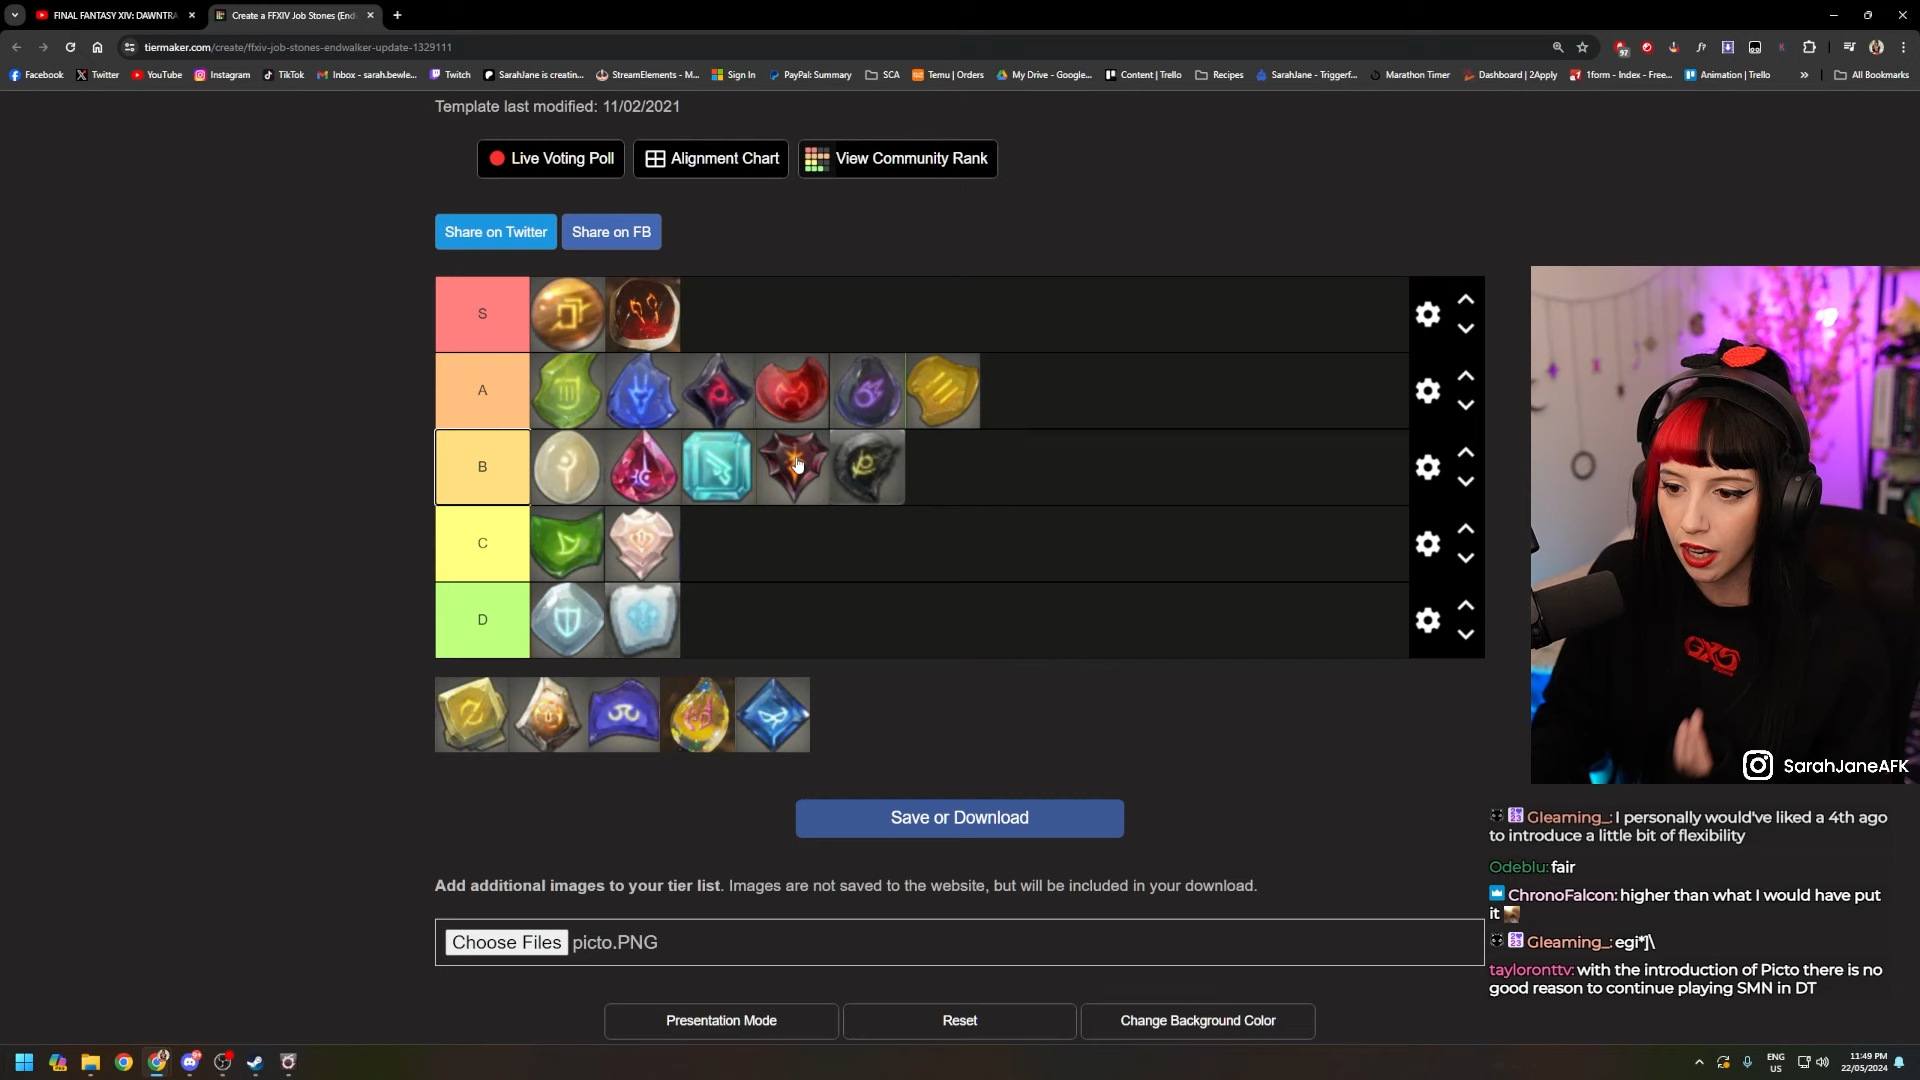 FINAL FANTASY XIV: DAWNTRA
Create a FFXIV Job Stones (End
tiermaker.com/create/ffxiv-job-stones-endwalker-update-1329111
97
Facebook
Twitter
YouTube
Instagram
TikTok
Inbox - sarah.bewle...
Twitch
SarahJane is creatin...
StreamElements - M...
Sign In
PayPal: Summary
SCA
Temu | Orders
My Drive - Google...
Content | Trello
Recipes
SarahJane - Triggerf...
Marathon Timer
Dashboard | 2Apply
1form - Index - Free...
Animation | Trello
All Bookmarks
Template last modified: 11/02/2021
Live Voting Poll
Alignment Chart
View Community Rank
Share on Twitter
Share on FB
S
A
B
C
D
Save or Download
Add additional images to your tier list. Images are not saved to the website, but will be included in your download.
Choose Files picto.PNG
Presentation Mode
Reset
Change Background Color
SarahJaneAFK
Gleaming_: I personally would've liked a 4th ago
to introduce a little bit of flexibility
Odeblu: fair
ChronoFalcon: higher than what I would have put
it
Gleaming_: egi*]\
tayloronttv: with the introduction of Picto there is no
good reason to continue playing SMN in DT
ENG
US
11:49 PM
22/05/2024